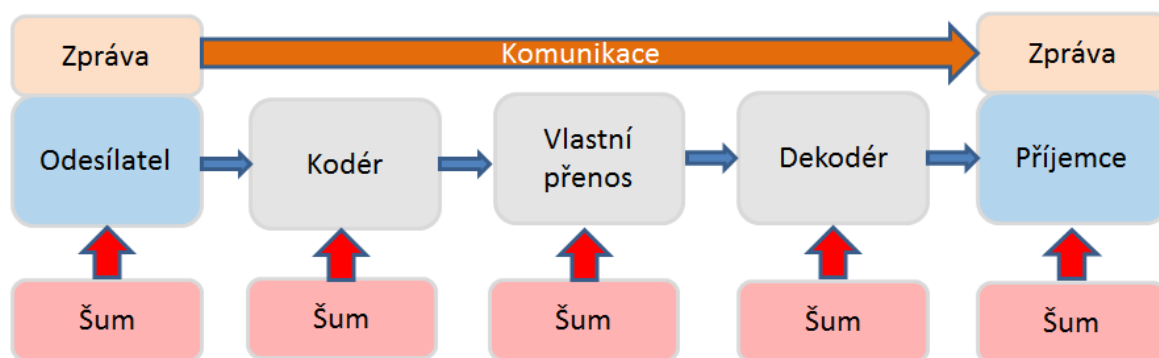 Zpráva
Komunikace
Zpráva
Odesílatel
Kodér
Vlastní
přenos
Dekodér
Příjemce
Šum
Šum
Šum
Šum
Šum